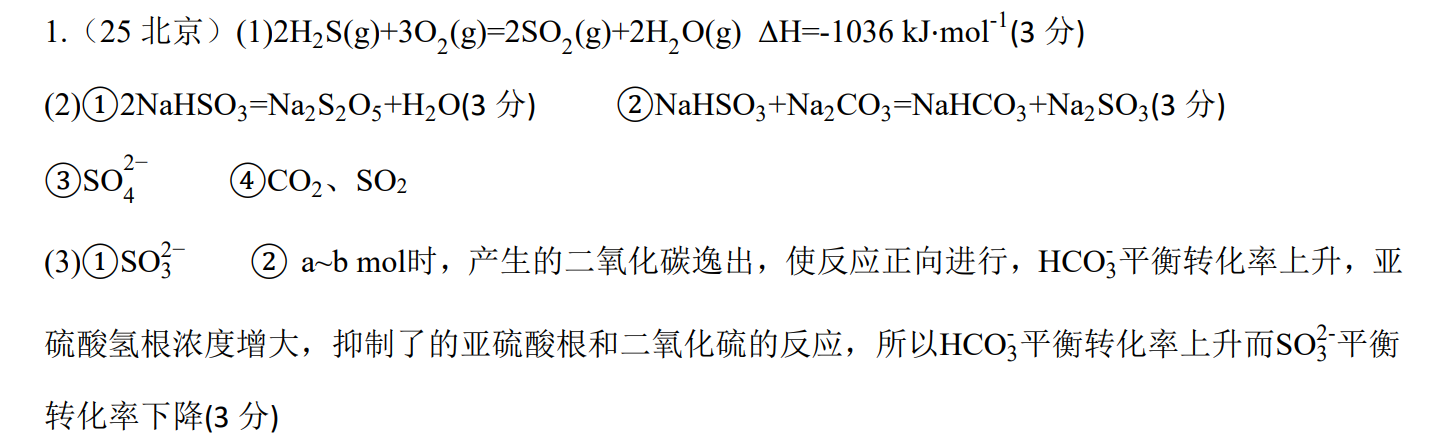 1.（25 北京）(1)2H₂S(g)+3O₂(g)=2SO₂(g)+2H₂O(g) ΔH=-1036 kJ·mol⁻¹(3 分)
(2)①2NaHSO₃=Na₂S₂O₅+H₂O(3 分) ②NaHSO₃+Na₂CO₃=NaHCO₃+Na₂SO₃(3 分)
③SO₄²⁻ ④CO₂、SO₂
(3)①SO₃²⁻ ② a~b mol时，产生的二氧化碳逸出，使反应正向进行，HCO₃⁻平衡转化率上升，亚
硫酸氢根浓度增大，抑制了的亚硫酸根和二氧化硫的反应，所以HCO₃⁻平衡转化率上升而SO₃²⁻平衡
转化率下降(3 分)